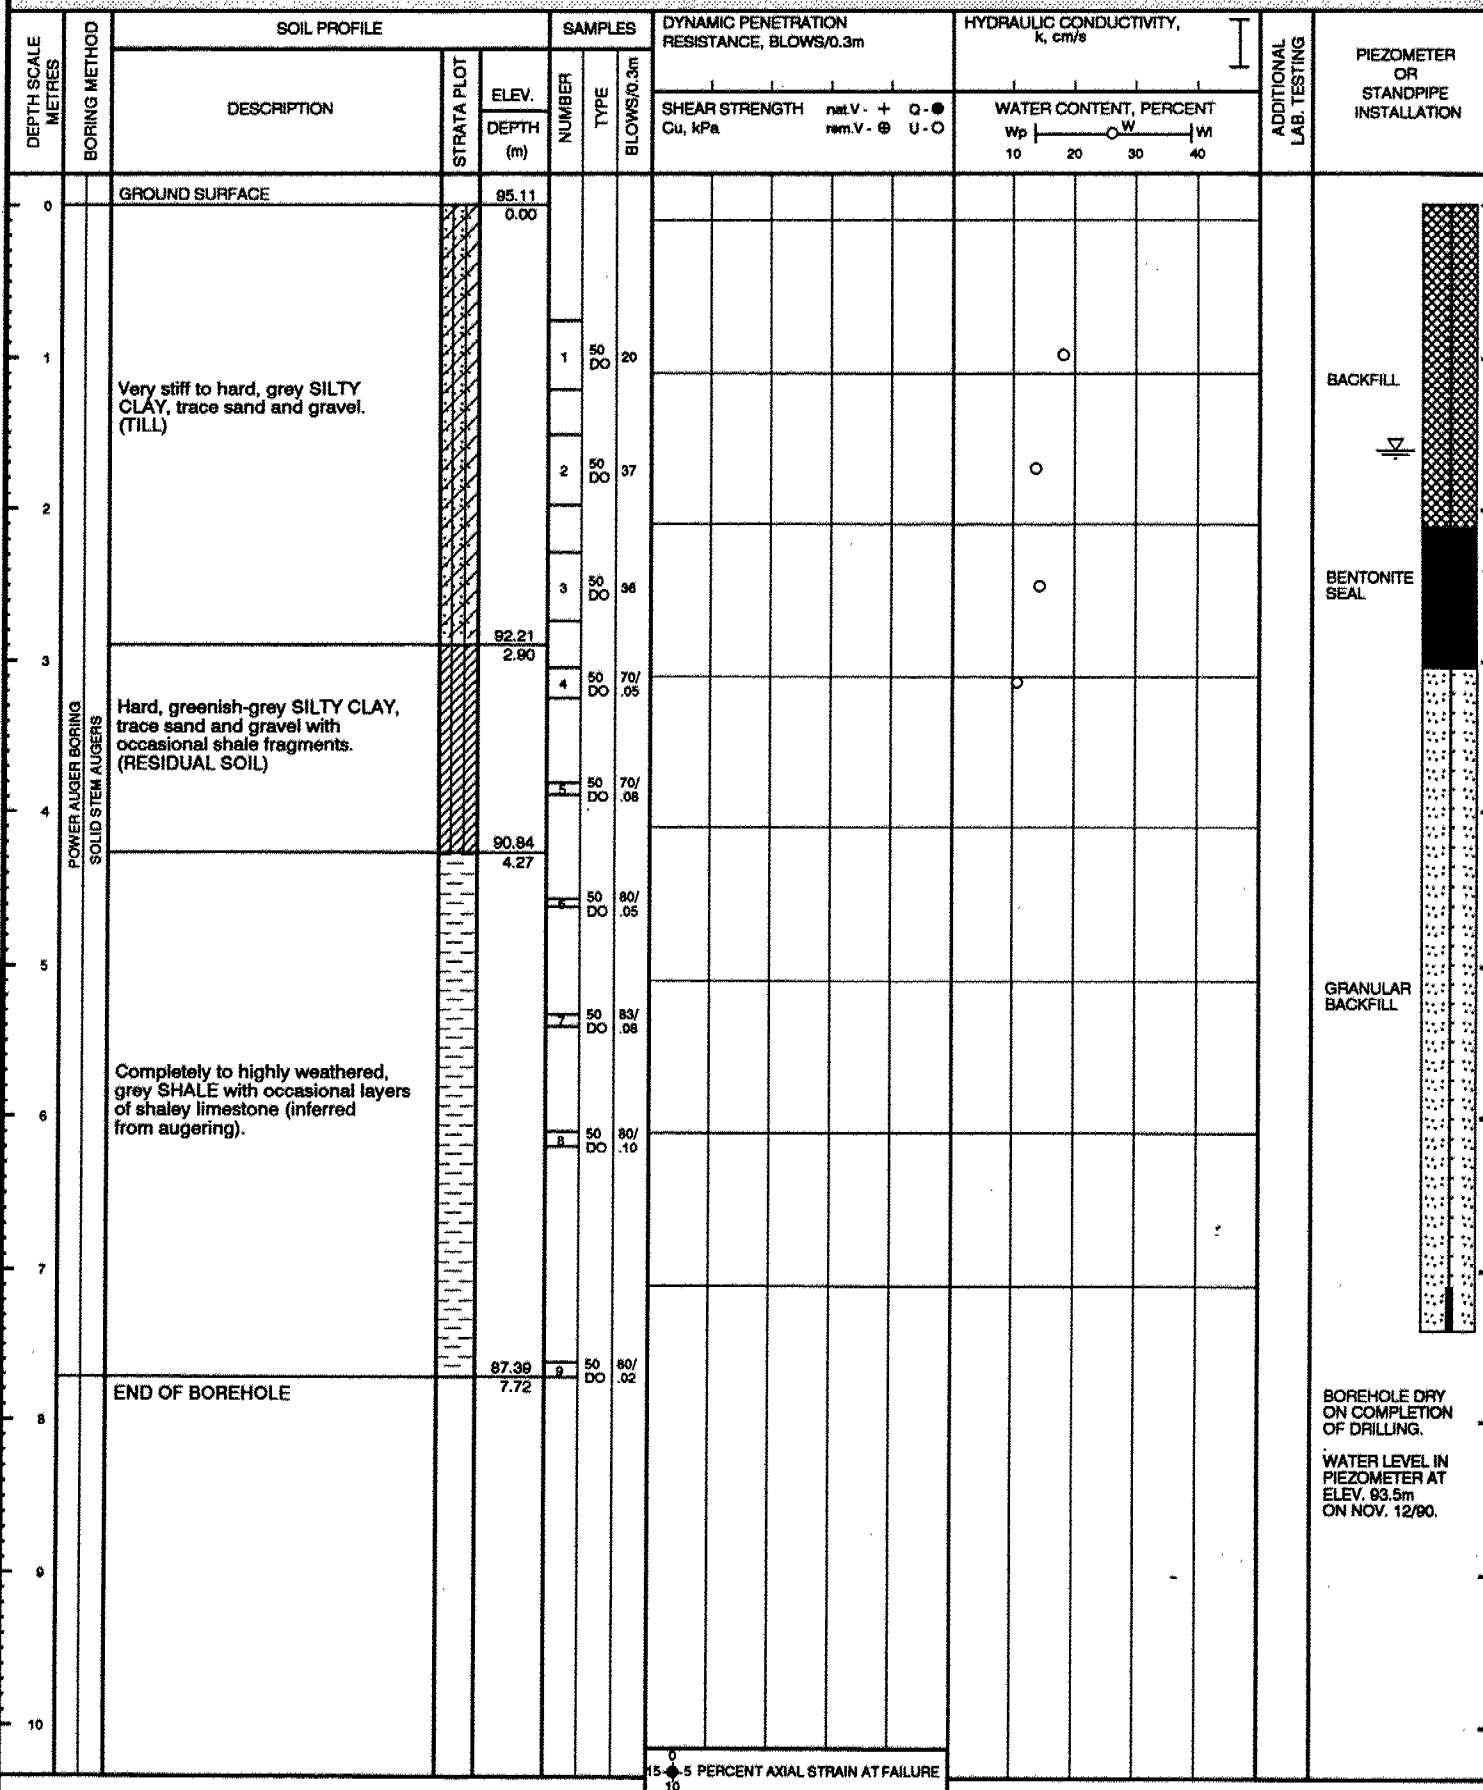 DEPTH SCALE
METRES
BORING METHOD
SOIL PROFILE
DESCRIPTION
STRATA PLOT
ELEV.
DEPTH
(m)
SAMPLES
NUMBER
TYPE
BLOWS/0.3m
DYNAMIC PENETRATION
RESISTANCE, BLOWS/0.3m
SHEAR STRENGTH nat.V - + Q - ●
Cu, kPa rem.V - ⊕ U - O
HYDRAULIC CONDUCTIVITY,
k, cm/s
WATER CONTENT, PERCENT
Wp W Wl
10 20 30 40
ADDITIONAL
LAB. TESTING
PIEZOMETER
OR
STANDPIPE
INSTALLATION
GROUND SURFACE
95.11
0.00
0
1
2
3
4
5
6
7
8
9
10
POWER AUGER BORING
SOLID STEM AUGERS
Very stiff to hard, grey SILTY
CLAY, trace sand and gravel.
(TILL)
92.21
2.90
Hard, greenish-grey SILTY CLAY,
trace sand and gravel with
occasional shale fragments.
(RESIDUAL SOIL)
90.84
4.27
Completely to highly weathered,
grey SHALE with occasional layers
of shaley limestone (inferred
from augering).
87.39
7.72
END OF BOREHOLE
1 50 DO 20
2 50 DO 37
3 50 DO 36
4 50 DO 70/ .05
5 50 DO 70/ .08
6 50 DO 80/ .05
7 50 DO 83/ .08
8 50 DO 80/ .10
9 50 DO 80/ .02
BACKFILL
BENTONITE
SEAL
GRANULAR
BACKFILL
BOREHOLE DRY
ON COMPLETION
OF DRILLING.
WATER LEVEL IN
PIEZOMETER AT
ELEV. 93.5m
ON NOV. 12/90.
0
15 5 PERCENT AXIAL STRAIN AT FAILURE
10